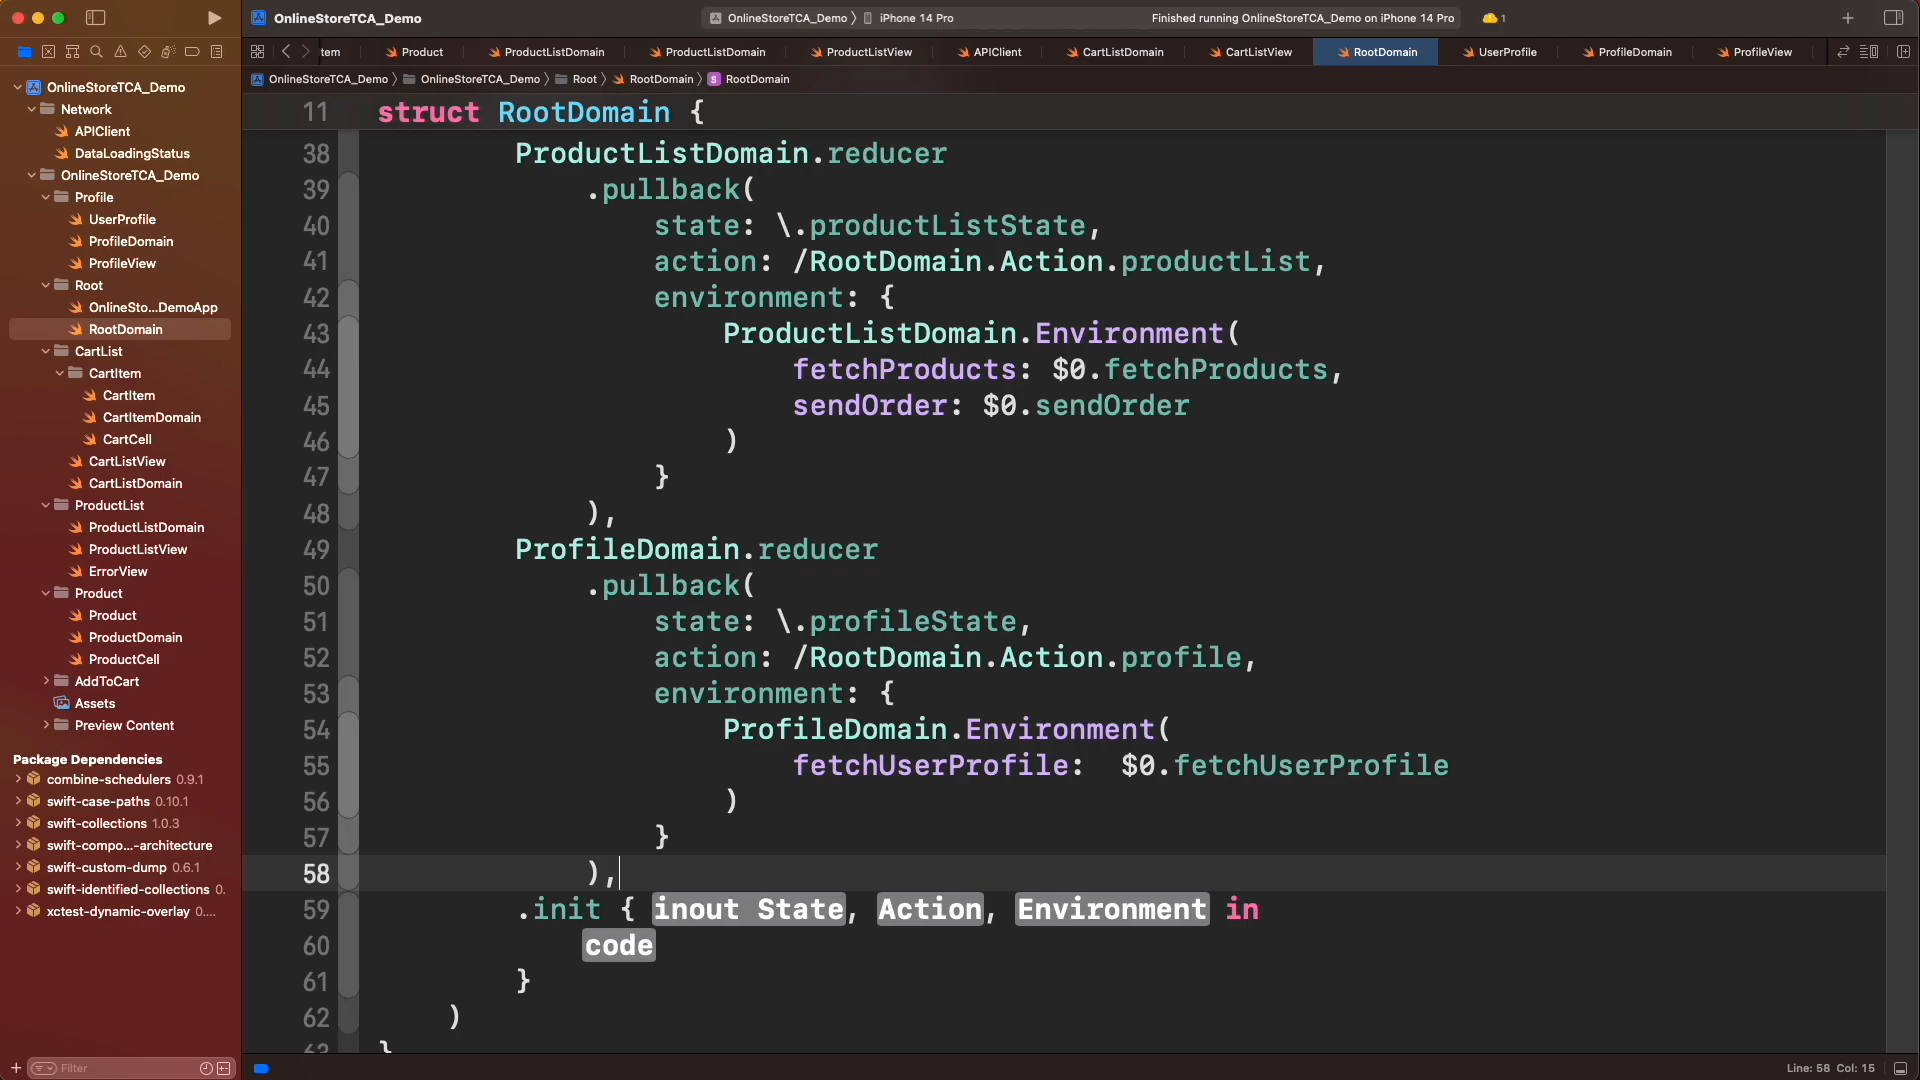 OnlineStoreTCA_Demo
OnlineStoreTCA_Demo 〉 iPhone 14 Pro
Finished running OnlineStoreTCA_Demo on iPhone 14 Pro
1
tem
Product
ProductListDomain
ProductListDomain
ProductListView
APIClient
CartListDomain
CartListView
RootDomain
UserProfile
ProfileDomain
ProfileView
OnlineStoreTCA_Demo 〉 OnlineStoreTCA_Demo 〉 Root 〉 RootDomain 〉 S RootDomain
OnlineStoreTCA_Demo
Network
APIClient
DataLoadingStatus
OnlineStoreTCA_Demo
Profile
UserProfile
ProfileDomain
ProfileView
Root
OnlineSto...DemoApp
RootDomain
CartList
CartItem
CartItem
CartItemDomain
CartCell
CartListView
CartListDomain
ProductList
ProductListDomain
ProductListView
ErrorView
Product
Product
ProductDomain
ProductCell
AddToCart
Assets
Preview Content
Package Dependencies
combine-schedulers 0.9.1
swift-case-paths 0.10.1
swift-collections 1.0.3
swift-compo...-architecture
swift-custom-dump 0.6.1
swift-identified-collections 0.
xctest-dynamic-overlay 0....
Filter
11 struct RootDomain {
38 ProductListDomain.reducer
39 .pullback(
40 state: \.productListState,
41 action: /RootDomain.Action.productList,
42 environment: {
43 ProductListDomain.Environment(
44 fetchProducts: $0.fetchProducts,
45 sendOrder: $0.sendOrder
46 )
47 }
48 ),
49 ProfileDomain.reducer
50 .pullback(
51 state: \.profileState,
52 action: /RootDomain.Action.profile,
53 environment: {
54 ProfileDomain.Environment(
55 fetchUserProfile:  $0.fetchUserProfile
56 )
57 }
58 ),
59 .init { inout State, Action, Environment in
60 code
61 }
62 )
63 }
Line: 58 Col: 15